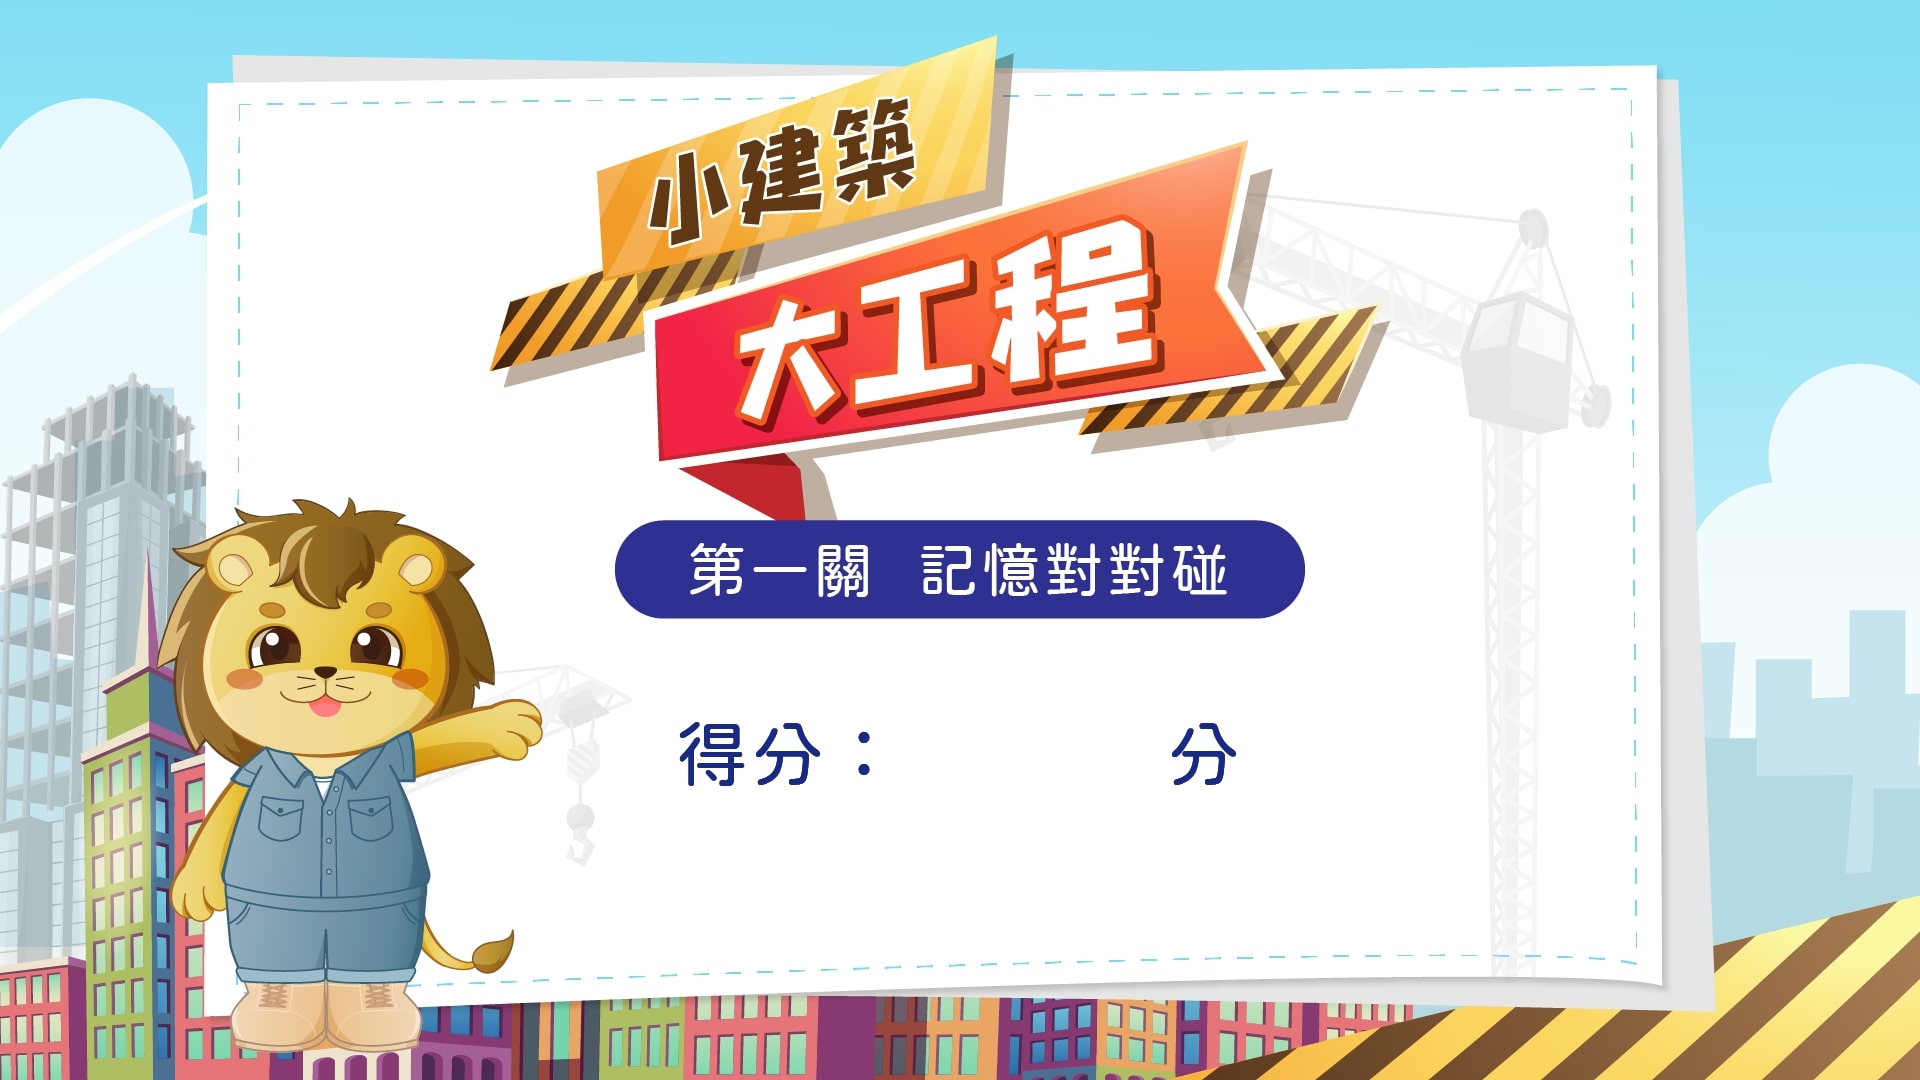 小建築
大工程
第一關 記憶對對碰
得分： 分